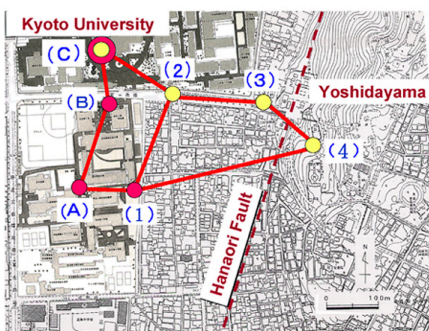 Kyoto University
(C)
(2)
(B)
(3)
Yoshidayama
(4)
(A)
(1)
Hanaori Fault
N
0 100m